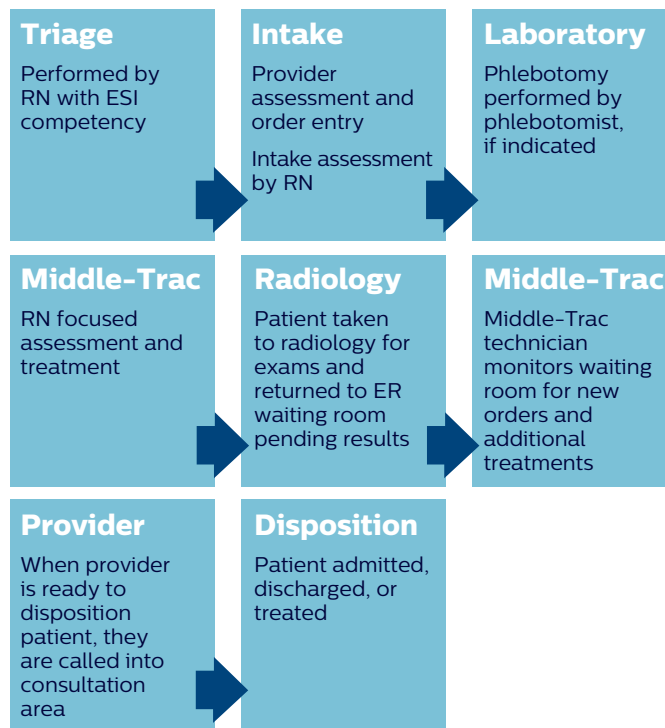 Triage
Performed by
RN with ESI
competency
Intake
Provider
assessment and
order entry
Intake assessment
by RN
Laboratory
Phlebotomy
performed by
phlebotomist,
if indicated
Middle-Trac
RN focused
assessment and
treatment
Radiology
Patient taken
to radiology for
exams and
returned to ER
waiting room
pending results
Middle-Trac
Middle-Trac
technician
monitors waiting
room for new
orders and
additional
treatments
Provider
When provider
is ready to
disposition
patient, they
are called into
consultation
area
Disposition
Patient admitted,
discharged, or
treated